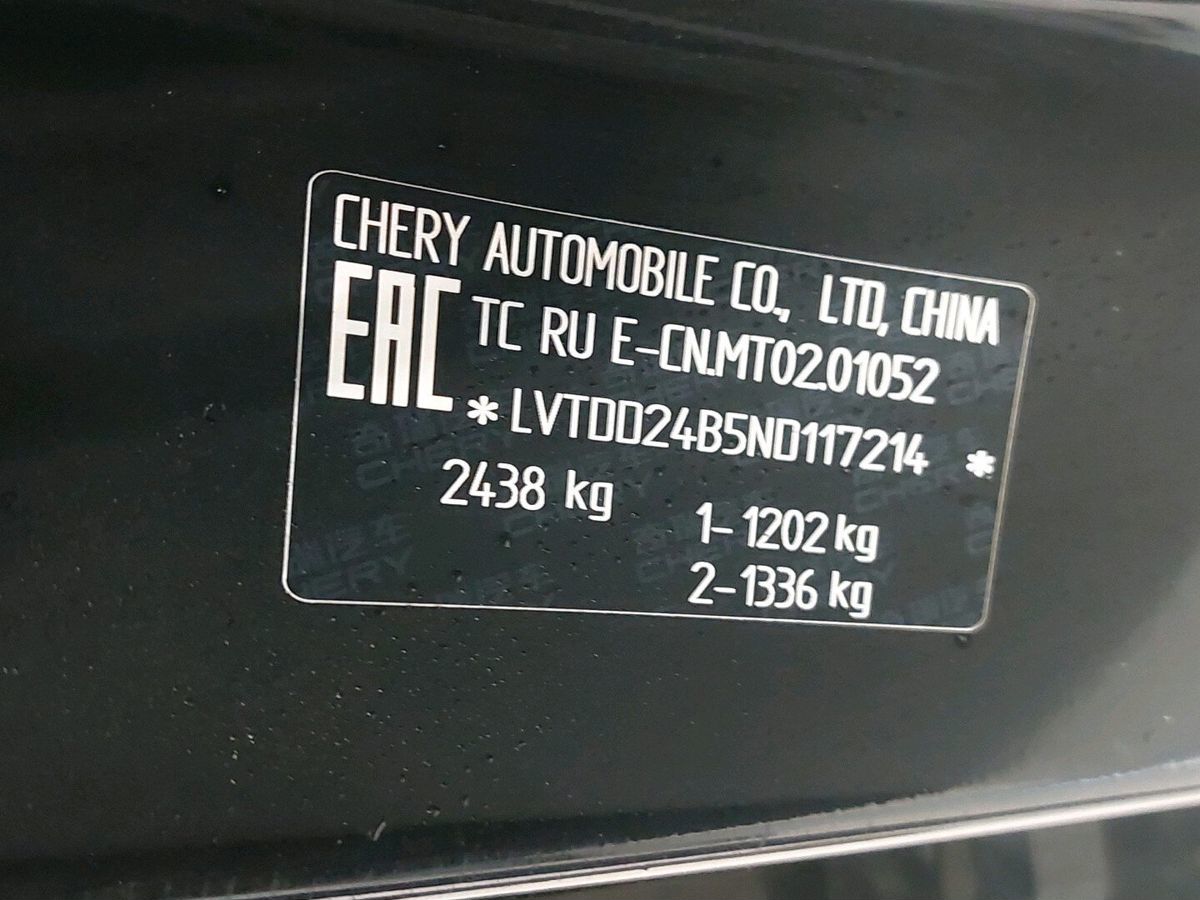 CHERY AUTOMOBILE CO., LTD, CHINA
EAC TC RU E-CN.MT02.01052
*LVTDD24B5ND117214 *
2438 kg
1-1202 kg
2-1336 kg